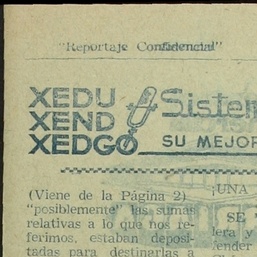 "Reportaje Confidencial"
XEDU
XEND
XEDGO
Sistem
SU MEJOR
(Viene de la Página 2)
"posiblemente" las sumas
relativas a lo que nos re-
ferimos, estaban deposi-
tadas para destinarlas a
¡UNA
SE
lera y
ender